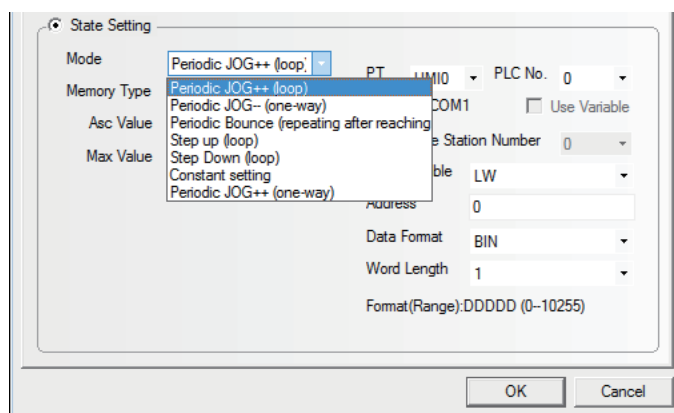 State Setting
Mode
Periodic JOG++ (loop)
PT HMI0 PLC No. 0
Memory Type
Periodic JOG++ (loop)
Periodic JOG-- (one-way)
COM1 Use Variable
Asc Value
Periodic Bounce (repeating after reaching
Step up (loop)
Station Number 0
Max Value
Step Down (loop)
Constant setting
LW
Periodic JOG++ (one-way)
Address 0
Data Format BIN
Word Length 1
Format(Range):DDDDD (0--10255)
OK Cancel